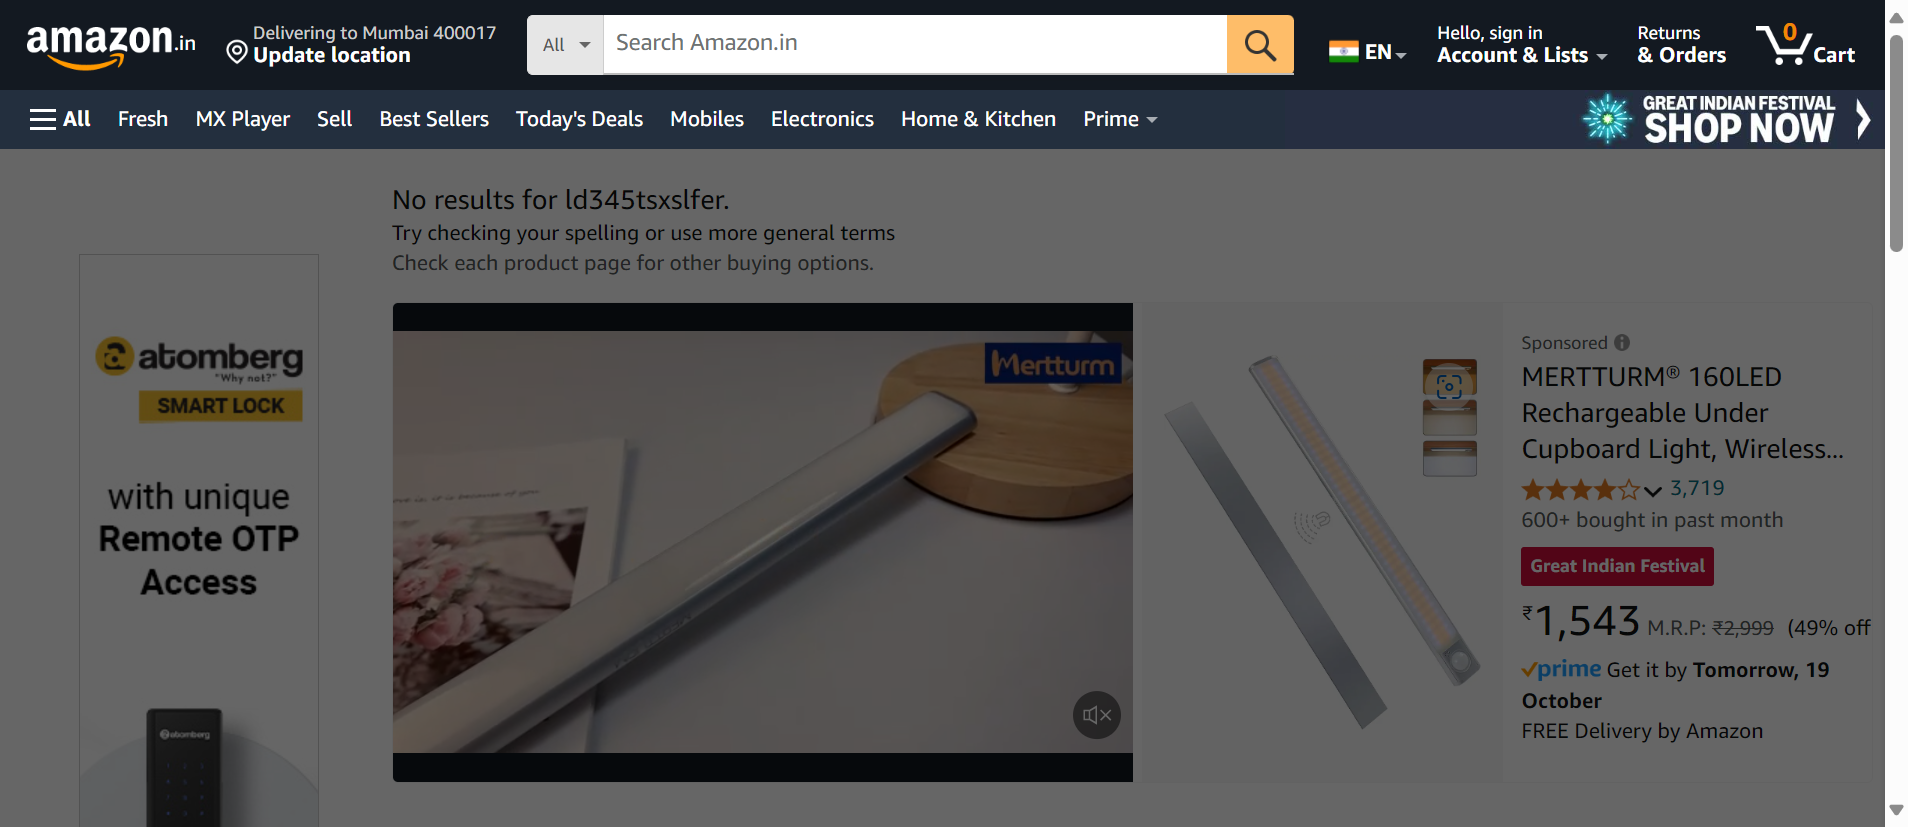 amazon.in
Delivering to Mumbai 400017
Update location
All
Search Amazon.in
EN
Hello, sign in
Account & Lists
Returns
& Orders
0
Cart
All
Fresh
MX Player
Sell
Best Sellers
Today's Deals
Mobiles
Electronics
Home & Kitchen
Prime
GREAT INDIAN FESTIVAL
SHOP NOW
No results for ld345tsxslfer.
Try checking your spelling or use more general terms
Check each product page for other buying options.
atomberg
"Why not?"
SMART LOCK
with unique
Remote OTP
Access
atomberg
Mertturm
Sponsored
MERTTURM® 160LED
Rechargeable Under
Cupboard Light, Wireless...
3,719
600+ bought in past month
Great Indian Festival
₹1,543 M.R.P: ₹2,999 (49% off
prime Get it by Tomorrow, 19
October
FREE Delivery by Amazon